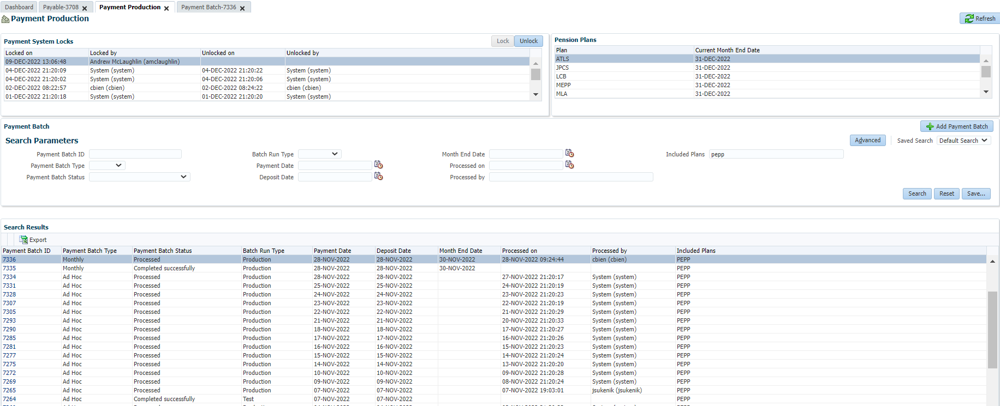 Dashboard Payable-3708 Payment Production Payment Batch-7336
Payment Production Refresh
Payment System Locks Lock Unlock
Locked on Locked by Unlocked on Unlocked by
09-DEC-2022 13:06:48 Andrew McLaughlin (amclaughlin)
04-DEC-2022 21:20:09 System (system) 04-DEC-2022 21:20:22 System (system)
04-DEC-2022 21:20:02 System (system) 04-DEC-2022 21:20:06 System (system)
02-DEC-2022 08:22:57 cbien (cbien) 02-DEC-2022 08:24:22 cbien (cbien)
01-DEC-2022 21:20:18 System (system) 01-DEC-2022 21:20:20 System (system)
Pension Plans
Plan Current Month End Date
ATLS 31-DEC-2022
JPCS 31-DEC-2022
LCB 31-DEC-2022
MEPP 31-DEC-2022
MLA 31-DEC-2022
Payment Batch Add Payment Batch
Search Parameters Advanced Saved Search Default Search
Payment Batch ID Batch Run Type Month End Date Included Plans pepp
Payment Batch Type Payment Date Processed on
Payment Batch Status Deposit Date Processed by
Search Reset Save...
Search Results
Export
Payment Batch ID Payment Batch Type Payment Batch Status Batch Run Type Payment Date Deposit Date Month End Date Processed on Processed by Included Plans
7336 Monthly Processed Production 28-NOV-2022 28-NOV-2022 30-NOV-2022 28-NOV-2022 09:24:44 cbien (cbien) PEPP
7335 Monthly Completed successfully Production 28-NOV-2022 28-NOV-2022 30-NOV-2022 PEPP
7334 Ad Hoc Processed Production 28-NOV-2022 28-NOV-2022 27-NOV-2022 21:20:17 System (system) PEPP
7331 Ad Hoc Processed Production 25-NOV-2022 25-NOV-2022 24-NOV-2022 21:20:19 System (system) PEPP
7328 Ad Hoc Processed Production 24-NOV-2022 24-NOV-2022 23-NOV-2022 21:20:23 System (system) PEPP
7307 Ad Hoc Processed Production 23-NOV-2022 23-NOV-2022 22-NOV-2022 21:20:19 System (system) PEPP
7305 Ad Hoc Processed Production 22-NOV-2022 22-NOV-2022 21-NOV-2022 21:20:29 System (system) PEPP
7293 Ad Hoc Processed Production 21-NOV-2022 21-NOV-2022 20-NOV-2022 21:20:33 System (system) PEPP
7290 Ad Hoc Processed Production 18-NOV-2022 18-NOV-2022 17-NOV-2022 21:20:27 System (system) PEPP
7285 Ad Hoc Processed Production 17-NOV-2022 17-NOV-2022 16-NOV-2022 21:20:26 System (system) PEPP
7281 Ad Hoc Processed Production 16-NOV-2022 16-NOV-2022 15-NOV-2022 21:20:23 System (system) PEPP
7277 Ad Hoc Processed Production 15-NOV-2022 15-NOV-2022 14-NOV-2022 21:20:24 System (system) PEPP
7275 Ad Hoc Processed Production 14-NOV-2022 14-NOV-2022 13-NOV-2022 21:20:20 System (system) PEPP
7272 Ad Hoc Processed Production 10-NOV-2022 10-NOV-2022 09-NOV-2022 21:20:28 System (system) PEPP
7269 Ad Hoc Processed Production 09-NOV-2022 09-NOV-2022 08-NOV-2022 21:20:24 System (system) PEPP
7265 Ad Hoc Processed Production 07-NOV-2022 07-NOV-2022 07-NOV-2022 19:03:01 jsukenik (jsukenik) PEPP
7264 Ad Hoc Completed successfully Test 07-NOV-2022 07-NOV-2022 PEPP